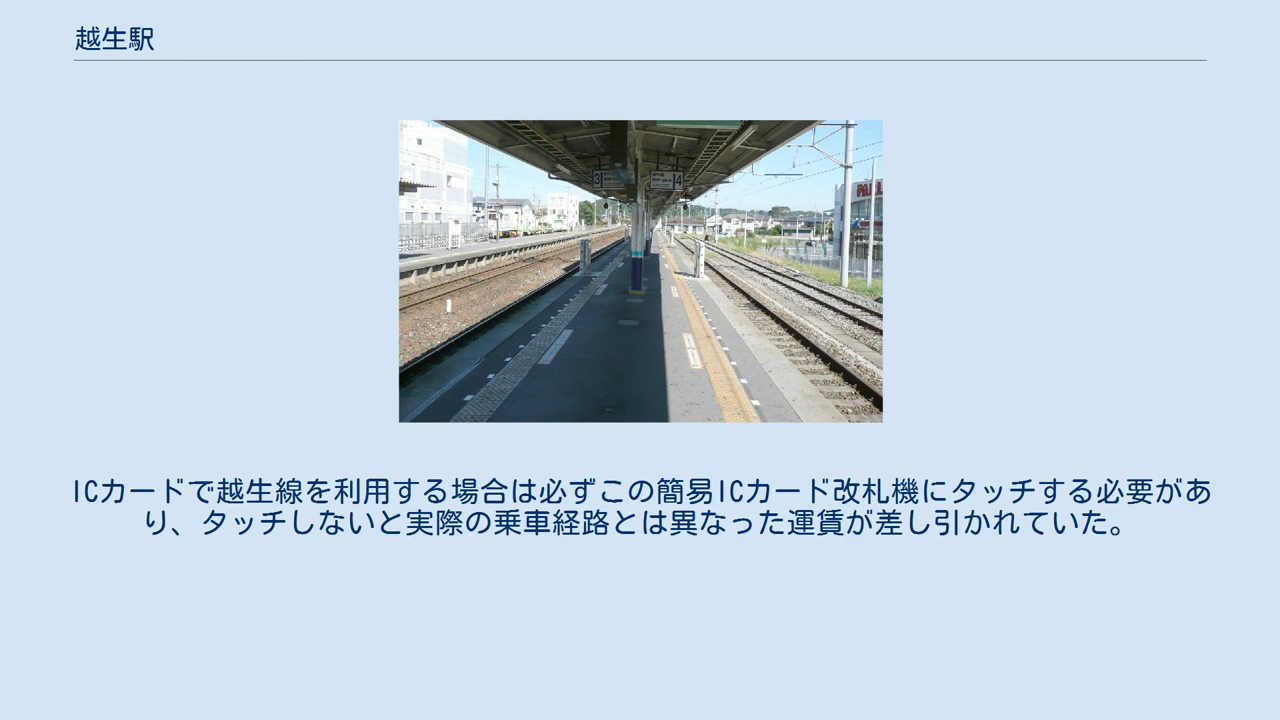 越生駅
3
4
ICカードで越生線を利用する場合は必ずこの簡易ICカード改札機にタッチする必要があ
り、タッチしないと実際の乗車経路とは異なった運賃が差し引かれていた。